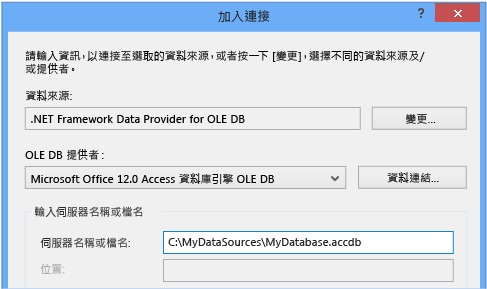 加入連接
? ×
請輸入資訊，以連接至選取的資料來源，或者按一下 [變更]，選擇不同的資料來源及/
或提供者。
資料來源:
.NET Framework Data Provider for OLE DB
變更...
OLE DB 提供者：
Microsoft Office 12.0 Access 資料庫引擎 OLE DB
資料連結...
輸入伺服器名稱或檔名
伺服器名稱或檔名:
C:\MyDataSources\MyDatabase.accdb
位置: